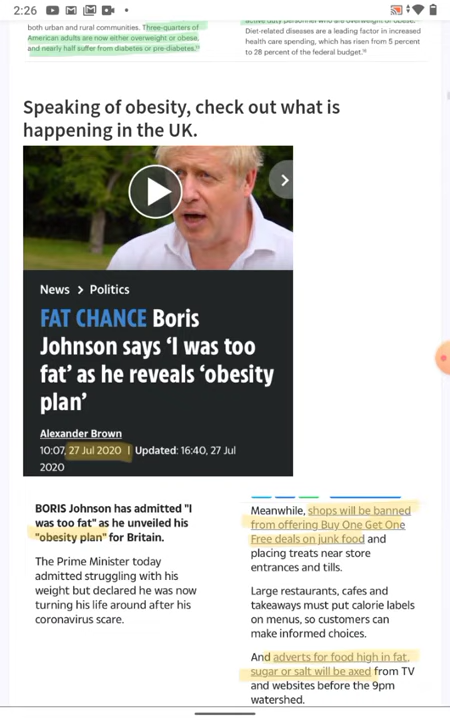 2:26
both urban and rural communities. Three-quarters of
American adults are now either overweight or obese,
and nearly half suffer from diabetes or pre-diabetes.
Diet-related diseases are a leading factor in increased
health care spending, which has risen from 5 percent
to 28 percent of the federal budget.
Speaking of obesity, check out what is
happening in the UK.
News > Politics
FAT CHANCE Boris
Johnson says ‘I was too
fat’ as he reveals ‘obesity
plan’
Alexander Brown
10:07, 27 Jul 2020 | Updated: 16:40, 27 Jul
2020
BORIS Johnson has admitted "I
was too fat" as he unveiled his
"obesity plan" for Britain.
The Prime Minister today
admitted struggling with his
weight but declared he was now
turning his life around after his
coronavirus scare.
Meanwhile, shops will be banned
from offering Buy One Get One
Free deals on junk food and
placing treats near store
entrances and tills.
Large restaurants, cafes and
takeaways must put calorie labels
on menus, so customers can
make informed choices.
And adverts for food high in fat,
sugar or salt will be axed from TV
and websites before the 9pm
watershed.